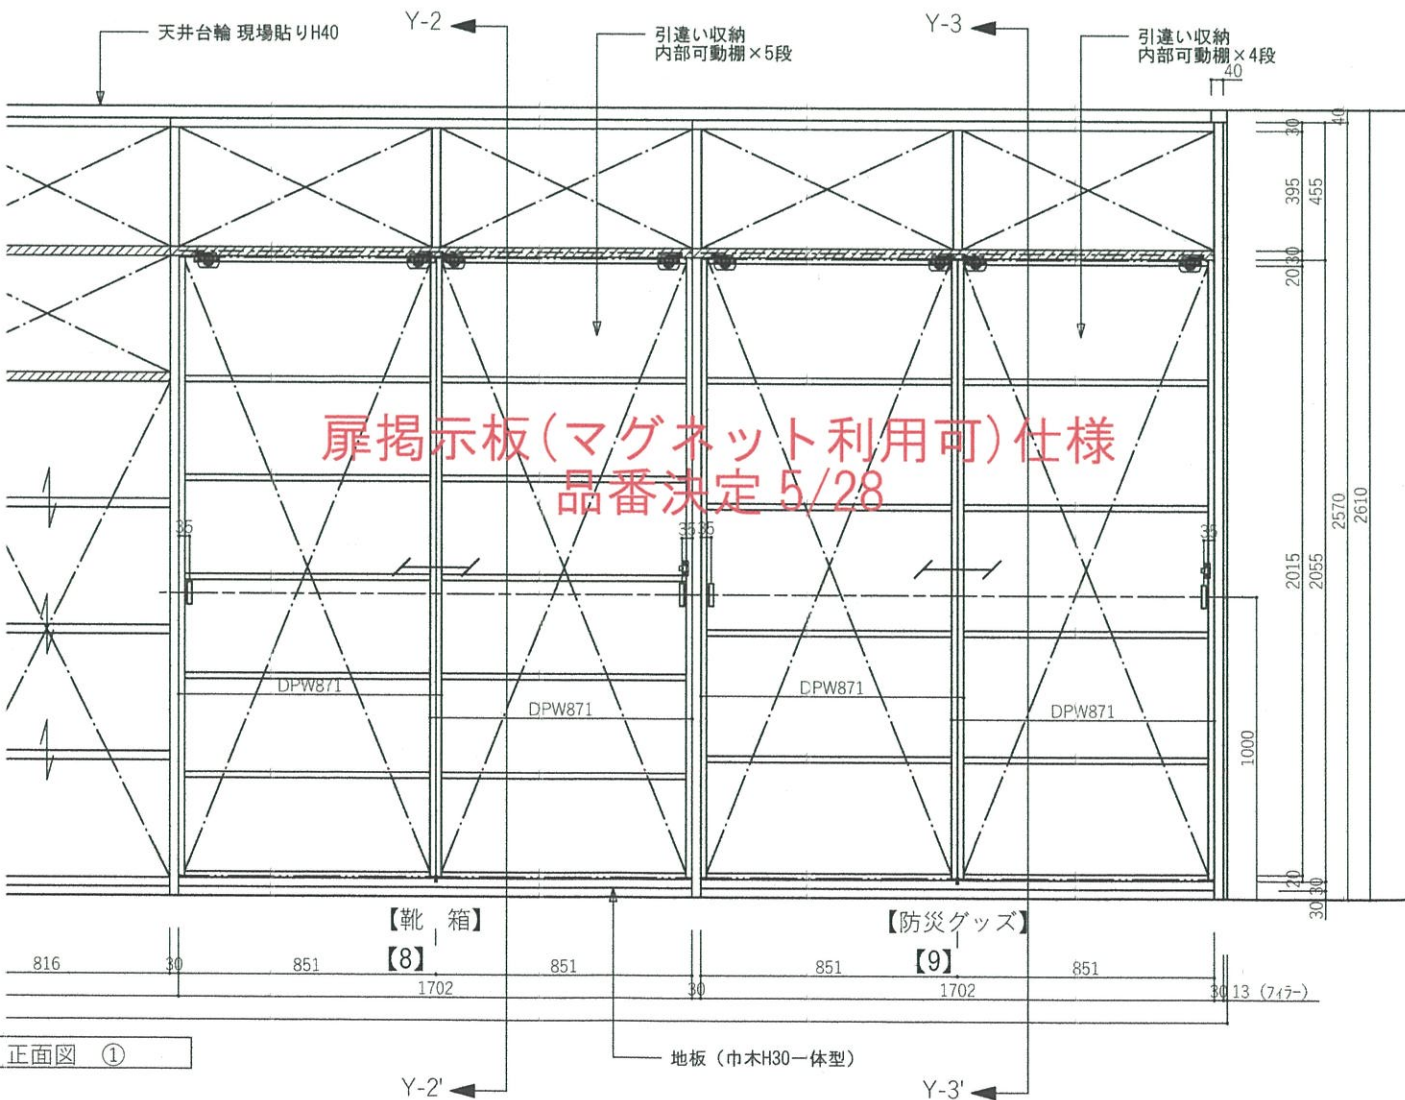 天井台輪 現場貼りH40
Y-2
引違い収納
内部可動棚×5段
Y-3
引違い収納
内部可動棚×4段
40
40
30
395
455
30
20
扉掲示板(マグネット利用可)仕様
品番決定 5/28
35
35
35
35
2570
2610
2015
2055
DPW871
DPW871
DPW871
DPW871
1000
20
30
30
【靴 箱】
【防災グッズ】
【8】
【9】
816
30
851
851
851
851
1702
30
1702
30
13 (フィラー)
正面図 ①
地板 (巾木H30一体型)
Y-2'
Y-3'